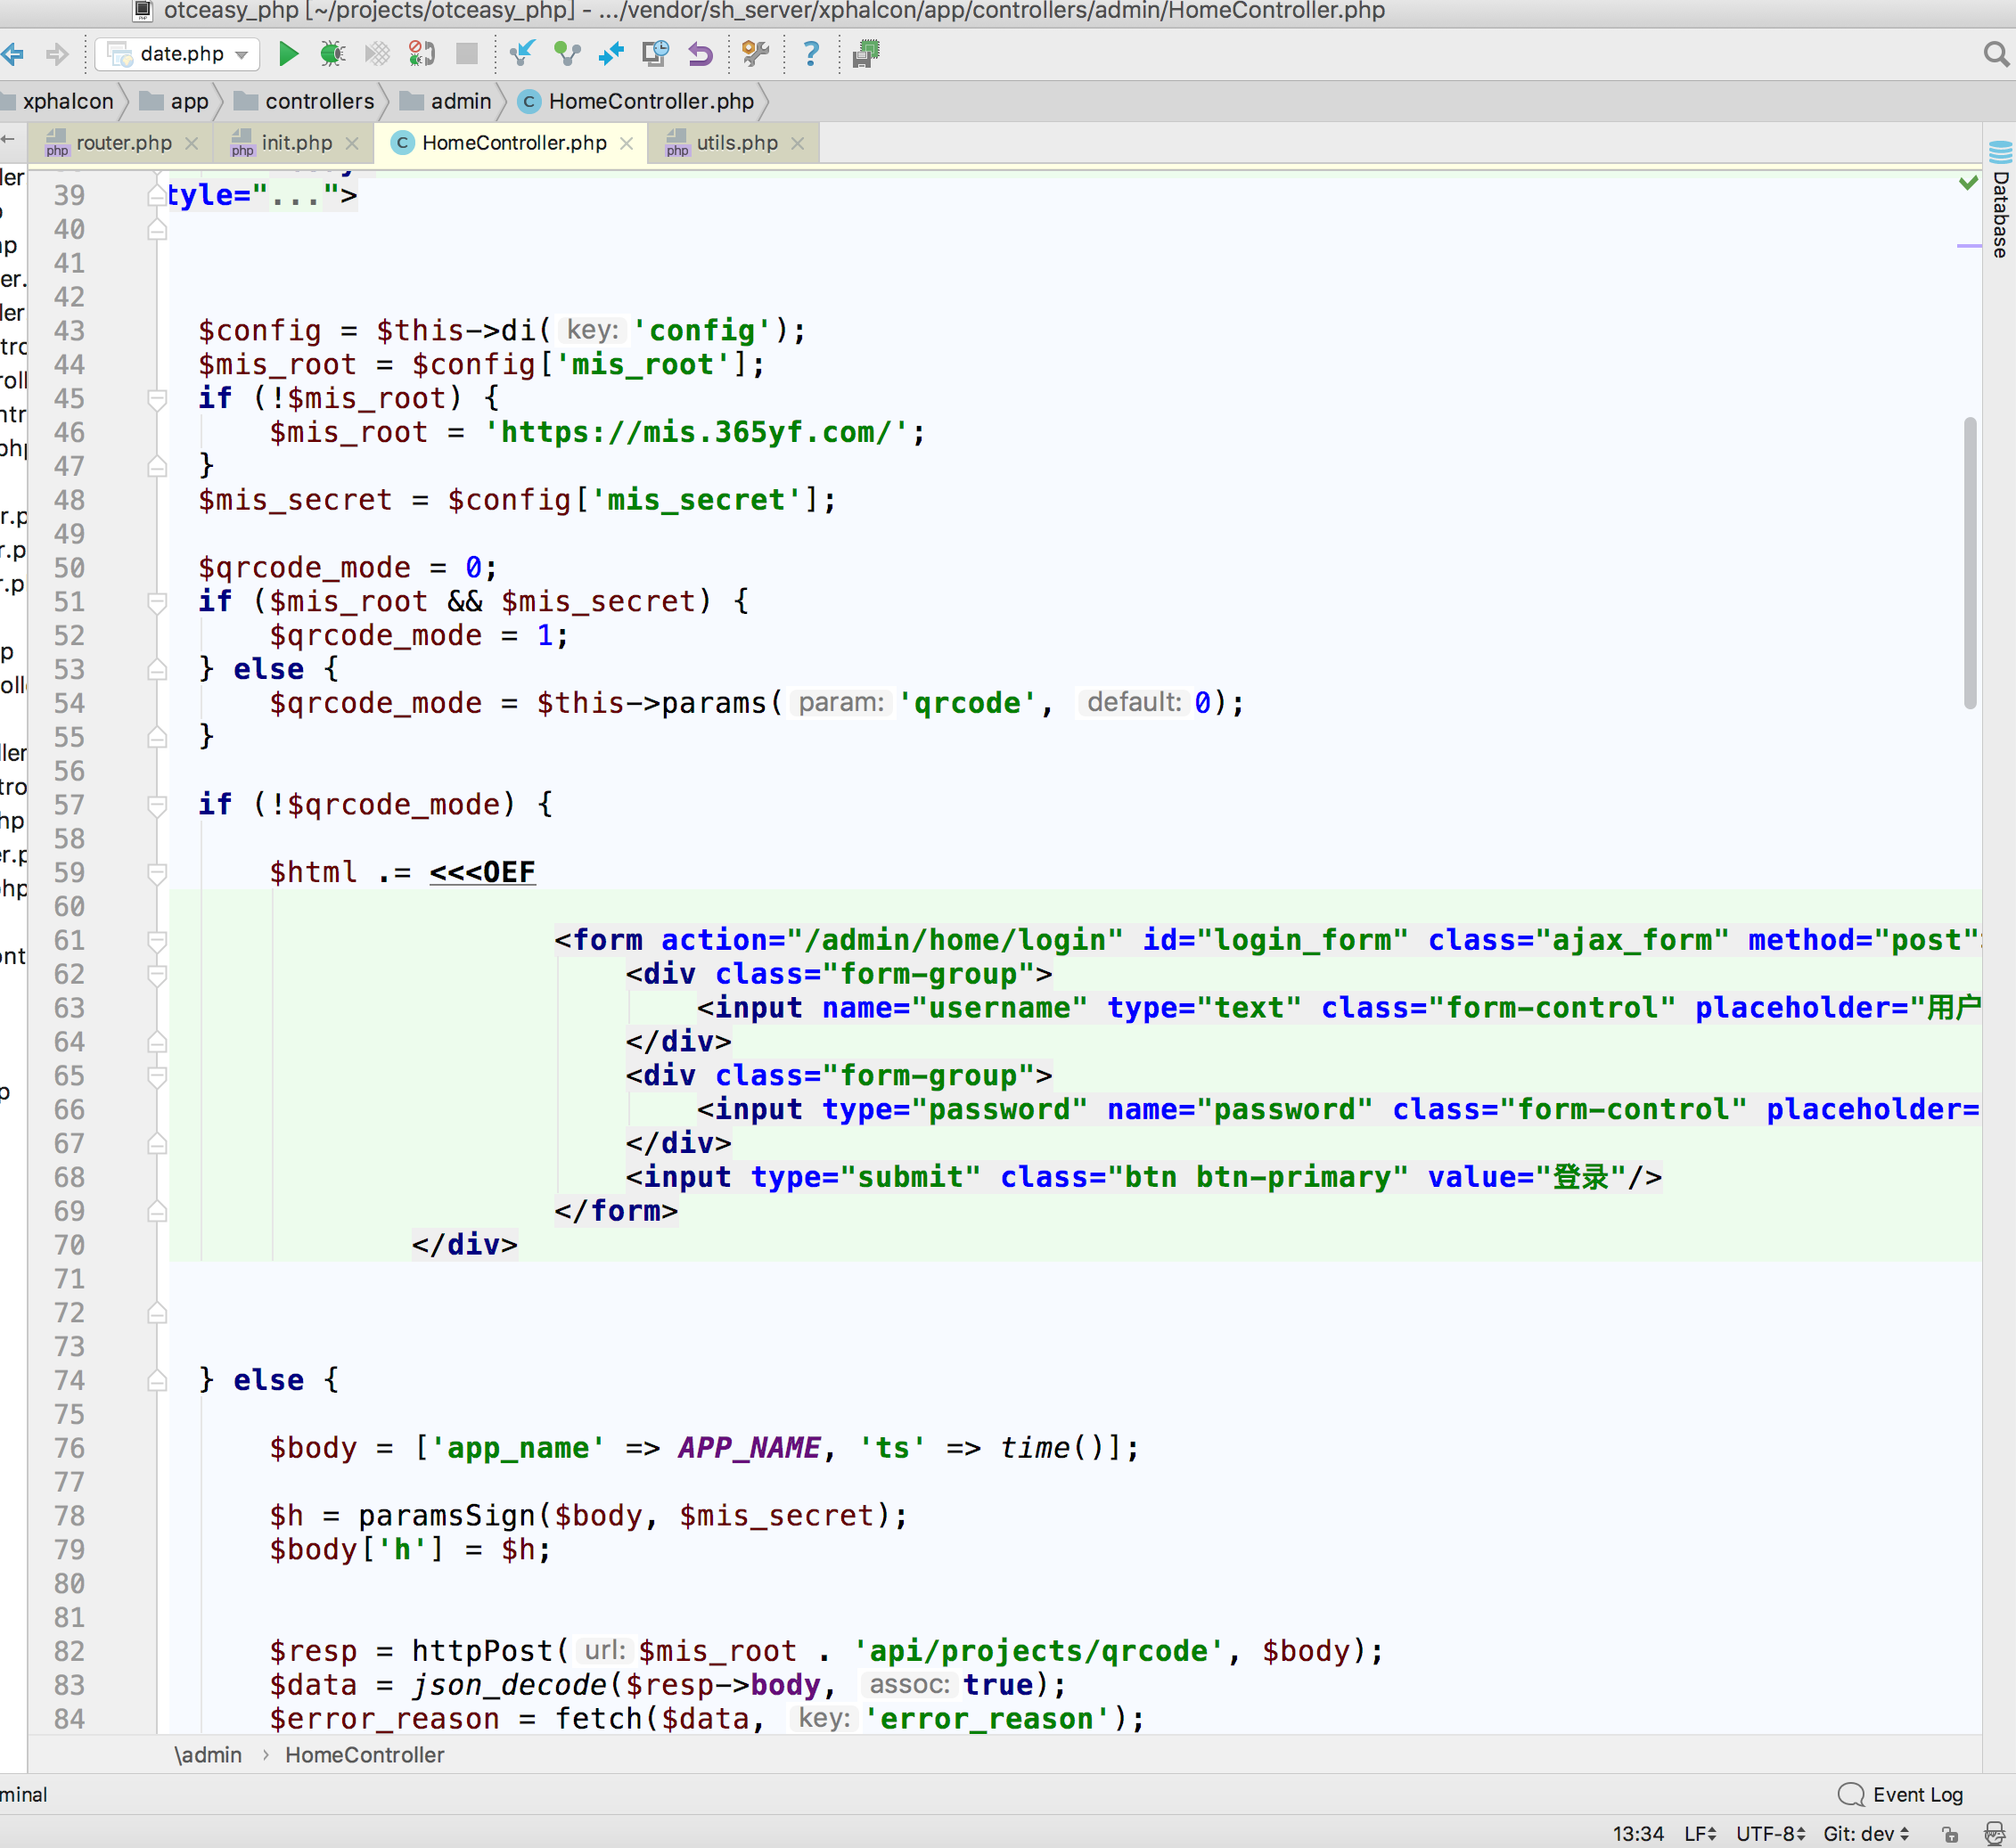 otceasy_php [~/projects/otceasy_php] - .../vendor/sh_server/xphalcon/app/controllers/admin/HomeController.php
date.php
xphalcon app controllers admin HomeController.php
router.php init.php HomeController.php utils.php
Database
39 tyle="...">
40
41
42
43 $config = $this->di( key: 'config');
44 $mis_root = $config['mis_root'];
45 if (!$mis_root) {
46 $mis_root = 'https://mis.365yf.com/';
47 }
48 $mis_secret = $config['mis_secret'];
49
50 $qrcode_mode = 0;
51 if ($mis_root && $mis_secret) {
52 $qrcode_mode = 1;
53 } else {
54 $qrcode_mode = $this->params( param: 'qrcode', default: 0);
55 }
56
57 if (!$qrcode_mode) {
58
59 $html .= <<<OEF
60
61 <form action="/admin/home/login" id="login_form" class="ajax_form" method="post"
62 <div class="form-group">
63 <input name="username" type="text" class="form-control" placeholder="用户
64 </div>
65 <div class="form-group">
66 <input type="password" name="password" class="form-control" placeholder=
67 </div>
68 <input type="submit" class="btn btn-primary" value="登录"/>
69 </form>
70 </div>
71
72
73
74 } else {
75
76 $body = ['app_name' => APP_NAME, 'ts' => time()];
77
78 $h = paramsSign($body, $mis_secret);
79 $body['h'] = $h;
80
81
82 $resp = httpPost( url: $mis_root . 'api/projects/qrcode', $body);
83 $data = json_decode($resp->body, assoc: true);
84 $error_reason = fetch($data, key: 'error_reason');
\admin › HomeController
minal
Event Log
13:34 LF UTF-8 Git: dev